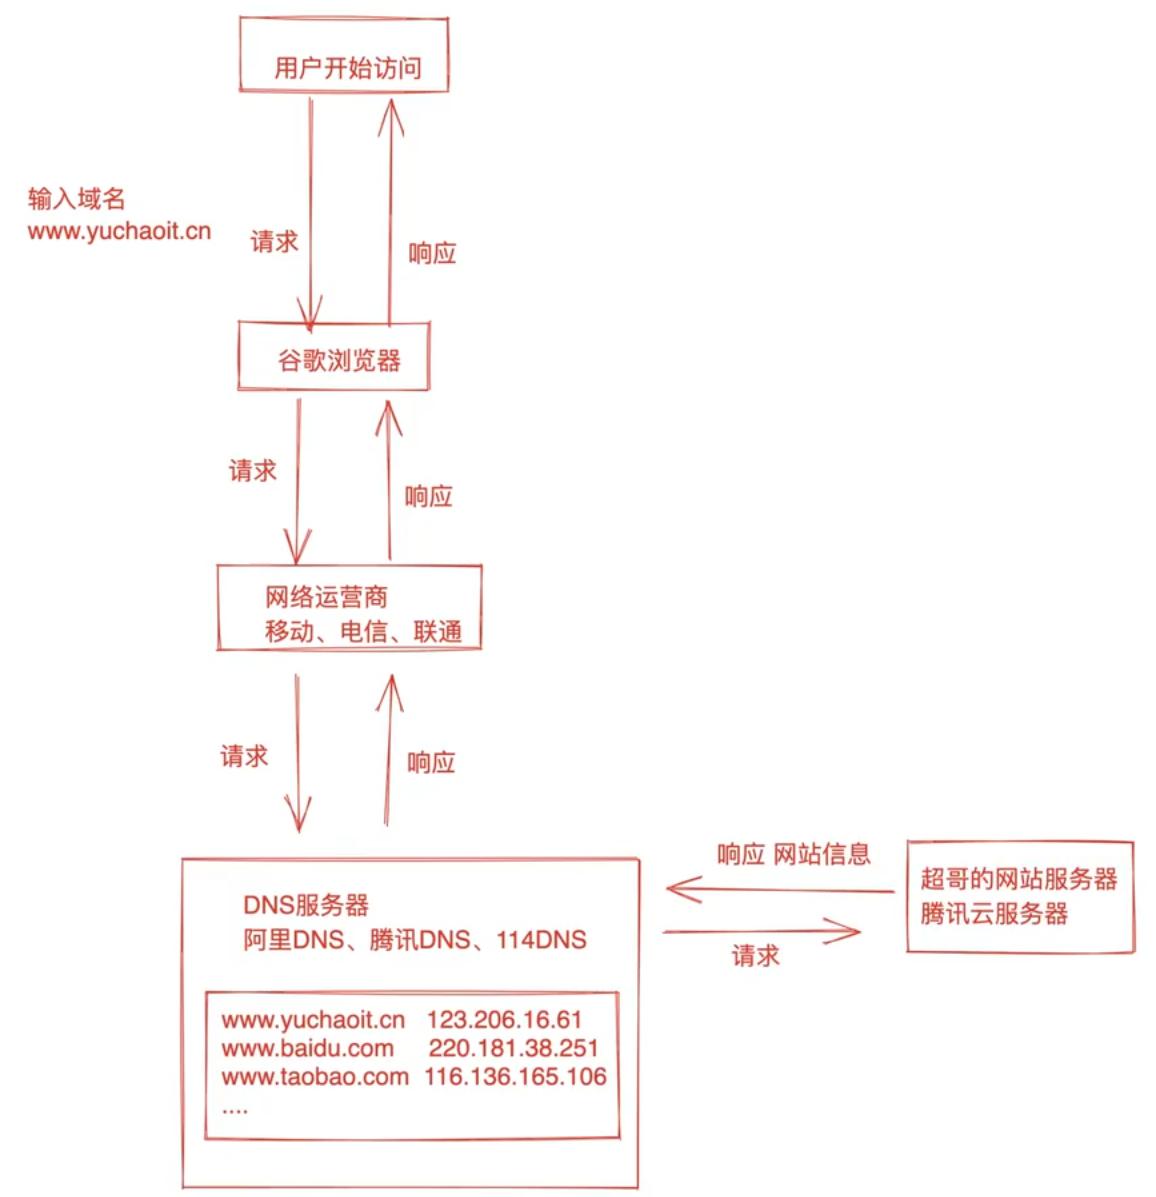 用户开始访问
输入域名
www.yuchaoit.cn
请求
响应
谷歌浏览器
请求
响应
网络运营商
移动、电信、联通
请求
响应
DNS服务器
阿里DNS、腾讯DNS、114DNS
www.yuchaoit.cn 123.206.16.61
www.baidu.com 220.181.38.251
www.taobao.com 116.136.165.106
....
响应 网站信息
请求
超哥的网站服务器
腾讯云服务器